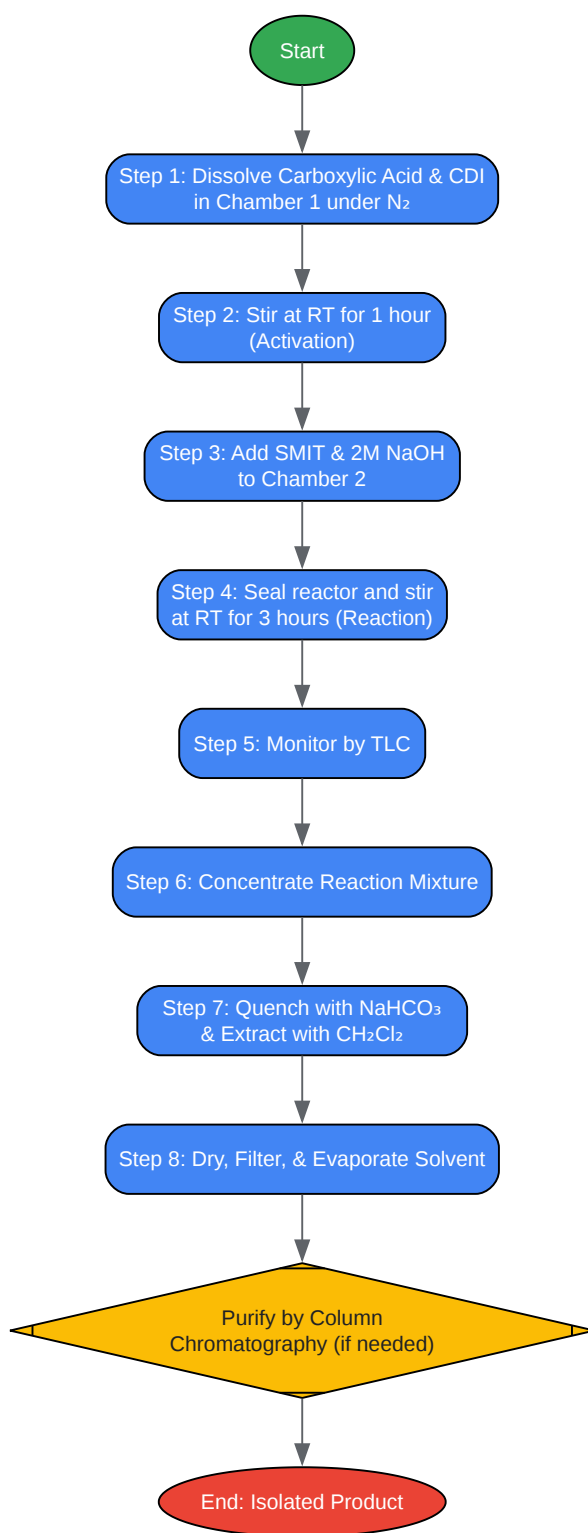 Start
Step 1: Dissolve Carboxylic Acid & CDI
in Chamber 1 under N₂
Step 2: Stir at RT for 1 hour
(Activation)
Step 3: Add SMIT & 2M NaOH
to Chamber 2
Step 4: Seal reactor and stir
at RT for 3 hours (Reaction)
Step 5: Monitor by TLC
Step 6: Concentrate Reaction Mixture
Step 7: Quench with NaHCO₃
& Extract with CH₂Cl₂
Step 8: Dry, Filter, & Evaporate Solvent
Purify by Column
Chromatography (if needed)
End: Isolated Product